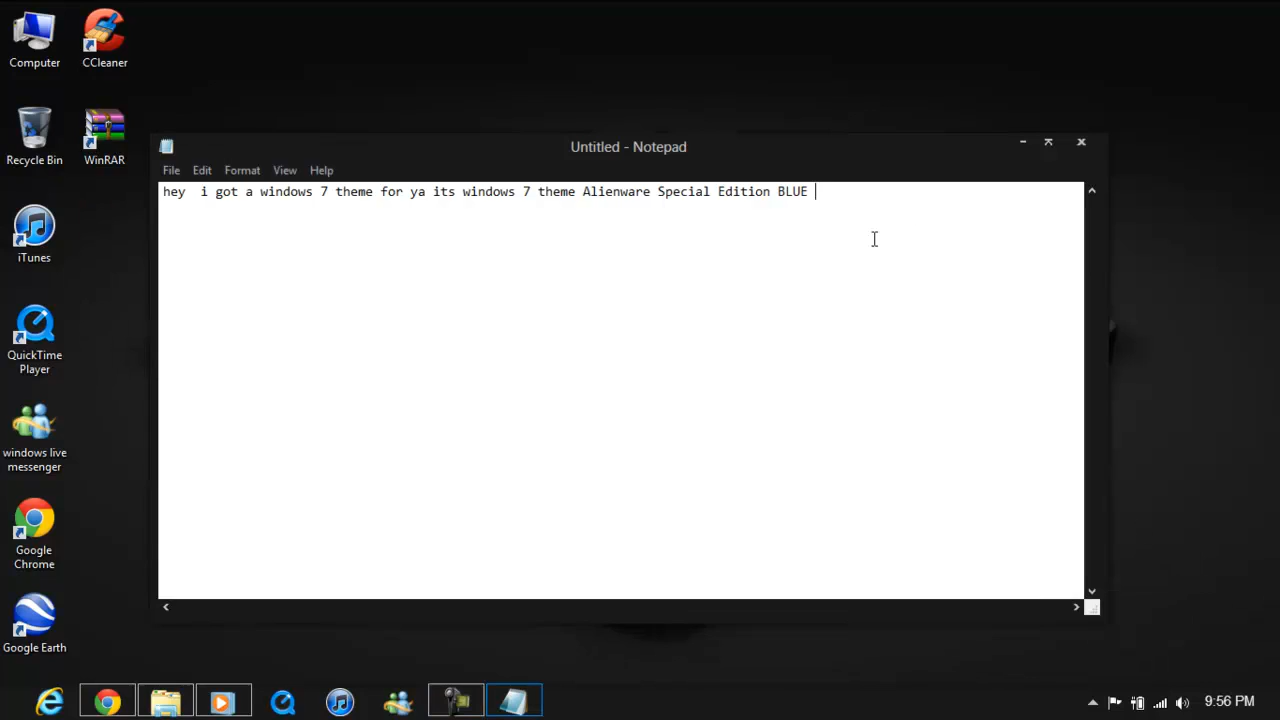 Computer
CCleaner
Recycle Bin
WinRAR
iTunes
QuickTime
Player
windows live
messenger
Google
Chrome
Google Earth
Untitled - Notepad
File Edit Format View Help
hey  i got a windows 7 theme for ya its windows 7 theme Alienware Special Edition BLUE
9:56 PM